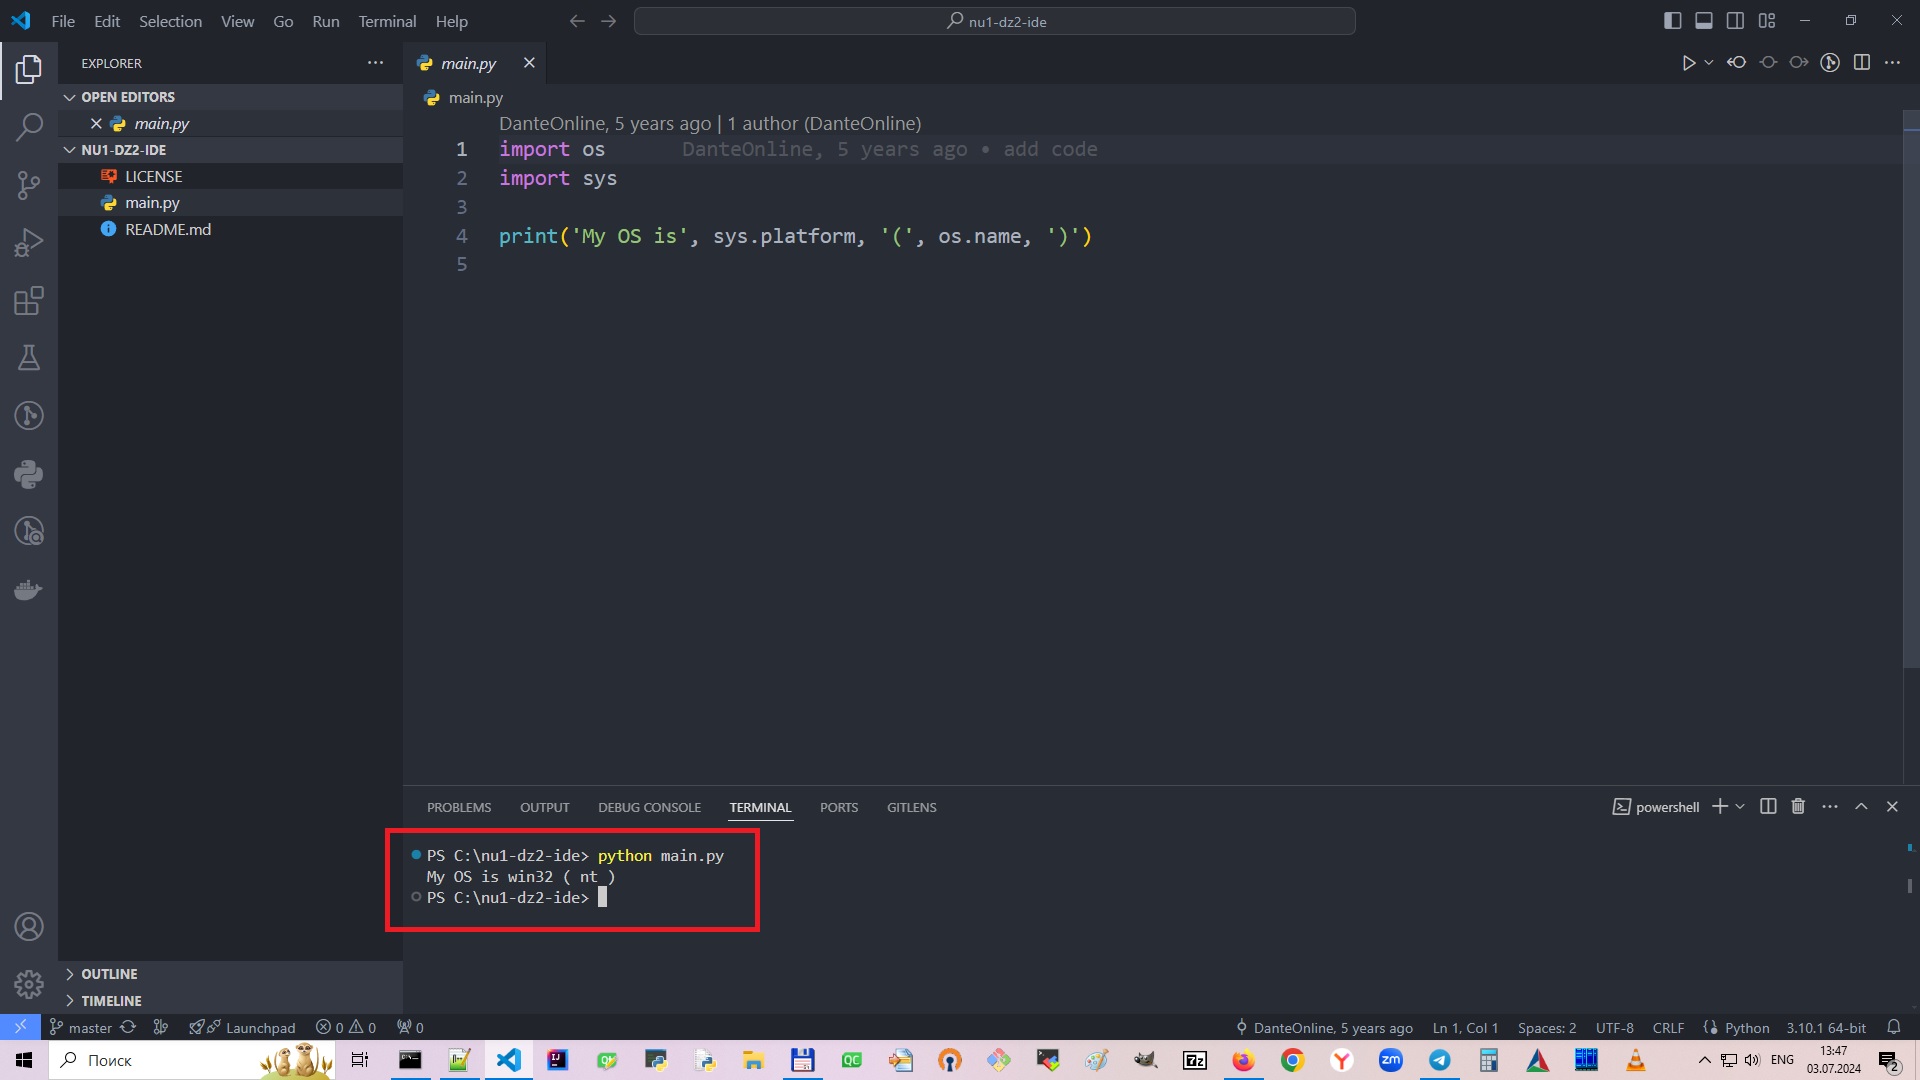 File Edit Selection View Go Run Terminal Help
nu1-dz2-ide
EXPLORER
OPEN EDITORS
main.py
NU1-DZ2-IDE
LICENSE
main.py
README.md
OUTLINE
TIMELINE
main.py
main.py
DanteOnline, 5 years ago | 1 author (DanteOnline)
1 import os DanteOnline, 5 years ago • add code
2 import sys
3
4 print('My OS is', sys.platform, '(', os.name, ')')
5
PROBLEMS OUTPUT DEBUG CONSOLE TERMINAL PORTS GITLENS
powershell
PS C:\nu1-dz2-ide> python main.py
My OS is win32 ( nt )
PS C:\nu1-dz2-ide>
master Launchpad 0 0 0 DanteOnline, 5 years ago Ln 1, Col 1 Spaces: 2 UTF-8 CRLF Python 3.10.1 64-bit
Поиск
IJ
QC
7z
Y
zm
ENG
13:47
03.07.2024
2